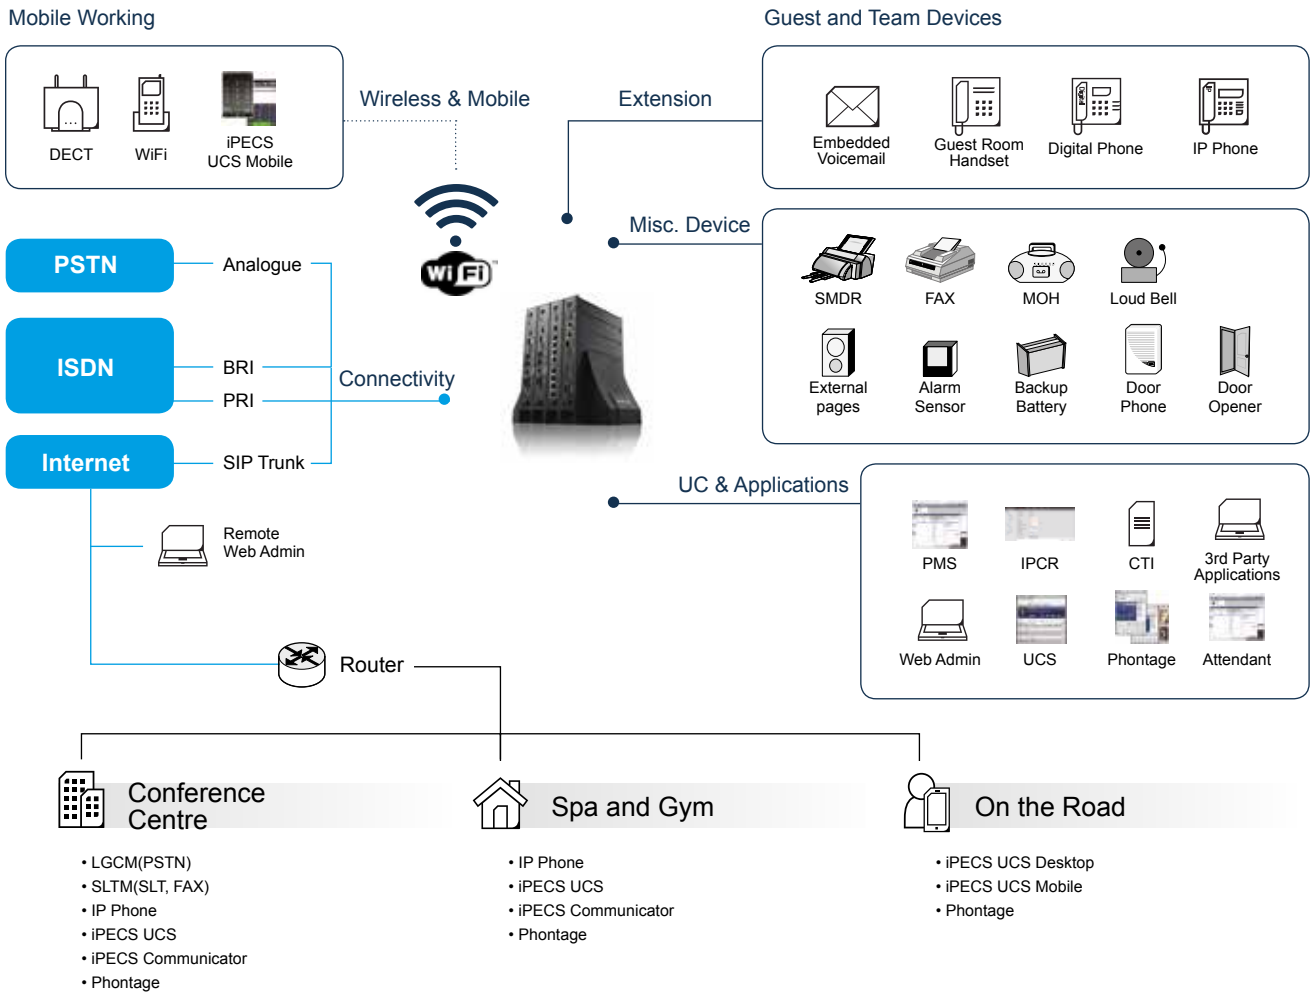 Mobile Working
Guest and Team Devices
DECT
WiFi
iPECS
UCS Mobile
Wireless & Mobile
Extension
Embedded
Voicemail
Guest Room
Handset
Digital Phone
IP Phone
Misc. Device
WiFi
TM
SMDR
FAX
MOH
Loud Bell
External
pages
Alarm
Sensor
Backup
Battery
Door
Phone
Door
Opener
PSTN
Analogue
ISDN
BRI
PRI
Connectivity
Internet
SIP Trunk
Remote
Web Admin
UC & Applications
PMS
IPCR
CTI
3rd Party
Applications
Web Admin
UCS
Phontage
Attendant
Router
Conference
Centre
• LGCM(PSTN)
• SLTM(SLT, FAX)
• IP Phone
• iPECS UCS
• iPECS Communicator
• Phontage
Spa and Gym
• IP Phone
• iPECS UCS
• iPECS Communicator
• Phontage
On the Road
• iPECS UCS Desktop
• iPECS UCS Mobile
• Phontage